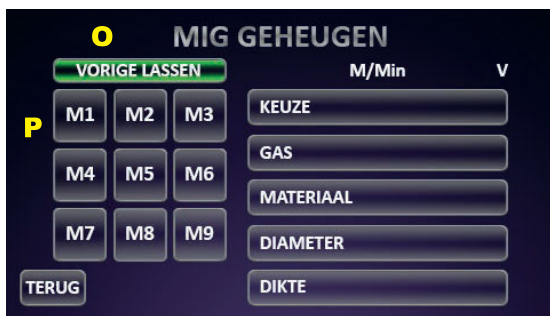 O MIG GEHEUGEN
VORIGE LASSEN M/Min V
P M1 M2 M3 KEUZE
GAS
M4 M5 M6
MATERIAAL
M7 M8 M9 DIAMETER
TERUG DIKTE